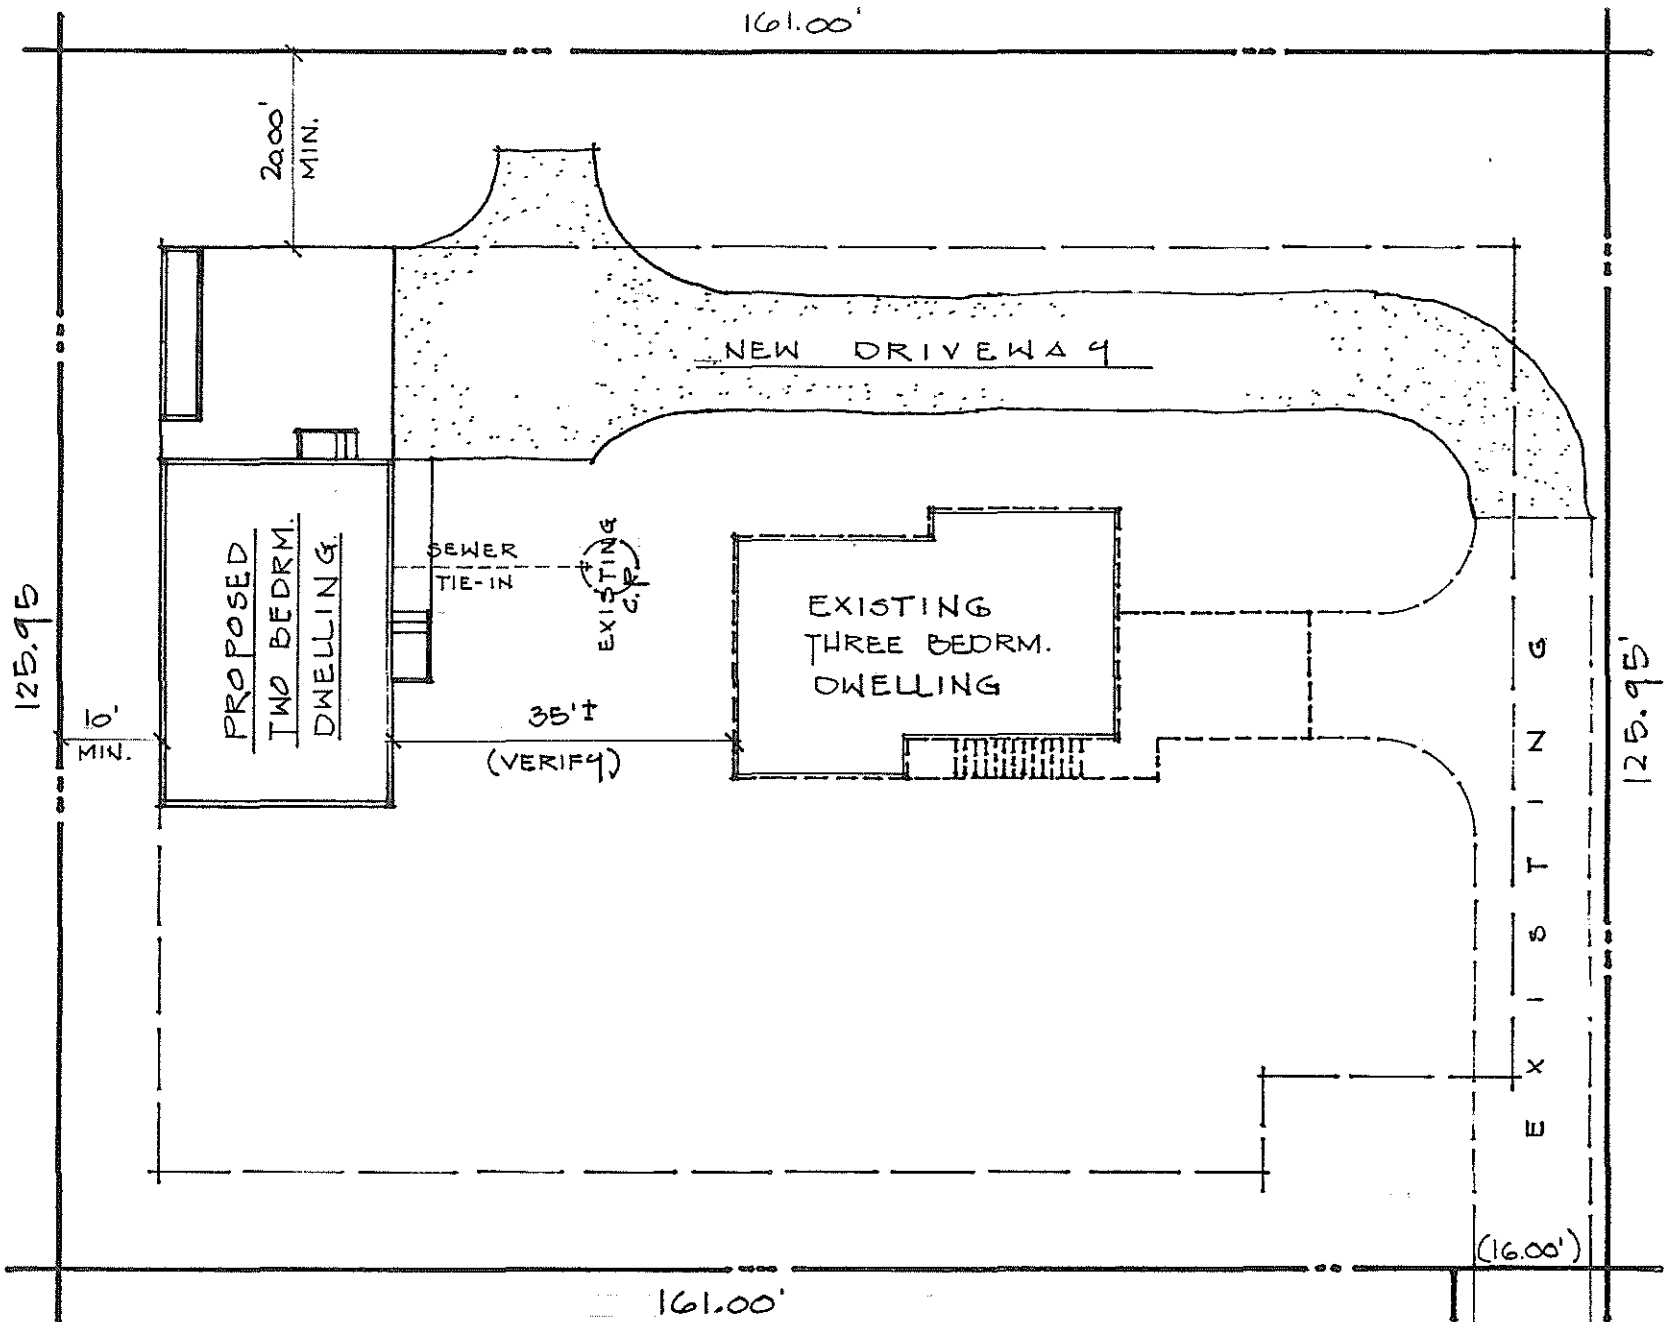 161.00'
20.00'
MIN.
NEW DRIVEWAY
PROPOSED
TWO BEDRM.
DWELLING.
SEWER
TIE-IN
EXISTING
C.P.
EXISTING
THREE BEDRM.
DWELLING
125.95
10'
MIN.
35'±
(VERIFY)
EXISTING
125.95'
(16.00')
161.00'